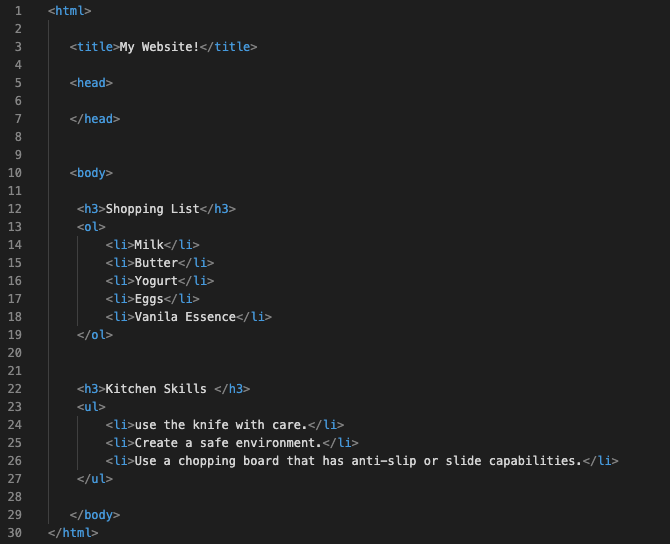 1 <html>
2
3 <title>My Website!</title>
4
5 <head>
6
7 </head>
8
9
10 <body>
11
12 <h3>Shopping List</h3>
13 <ol>
14 <li>Milk</li>
15 <li>Butter</li>
16 <li>Yogurt</li>
17 <li>Eggs</li>
18 <li>Vanila Essence</li>
19 </ol>
20
21
22 <h3>Kitchen Skills </h3>
23 <ul>
24 <li>use the knife with care.</li>
25 <li>Create a safe environment.</li>
26 <li>Use a chopping board that has anti-slip or slide capabilities.</li>
27 </ul>
28
29 </body>
30 </html>